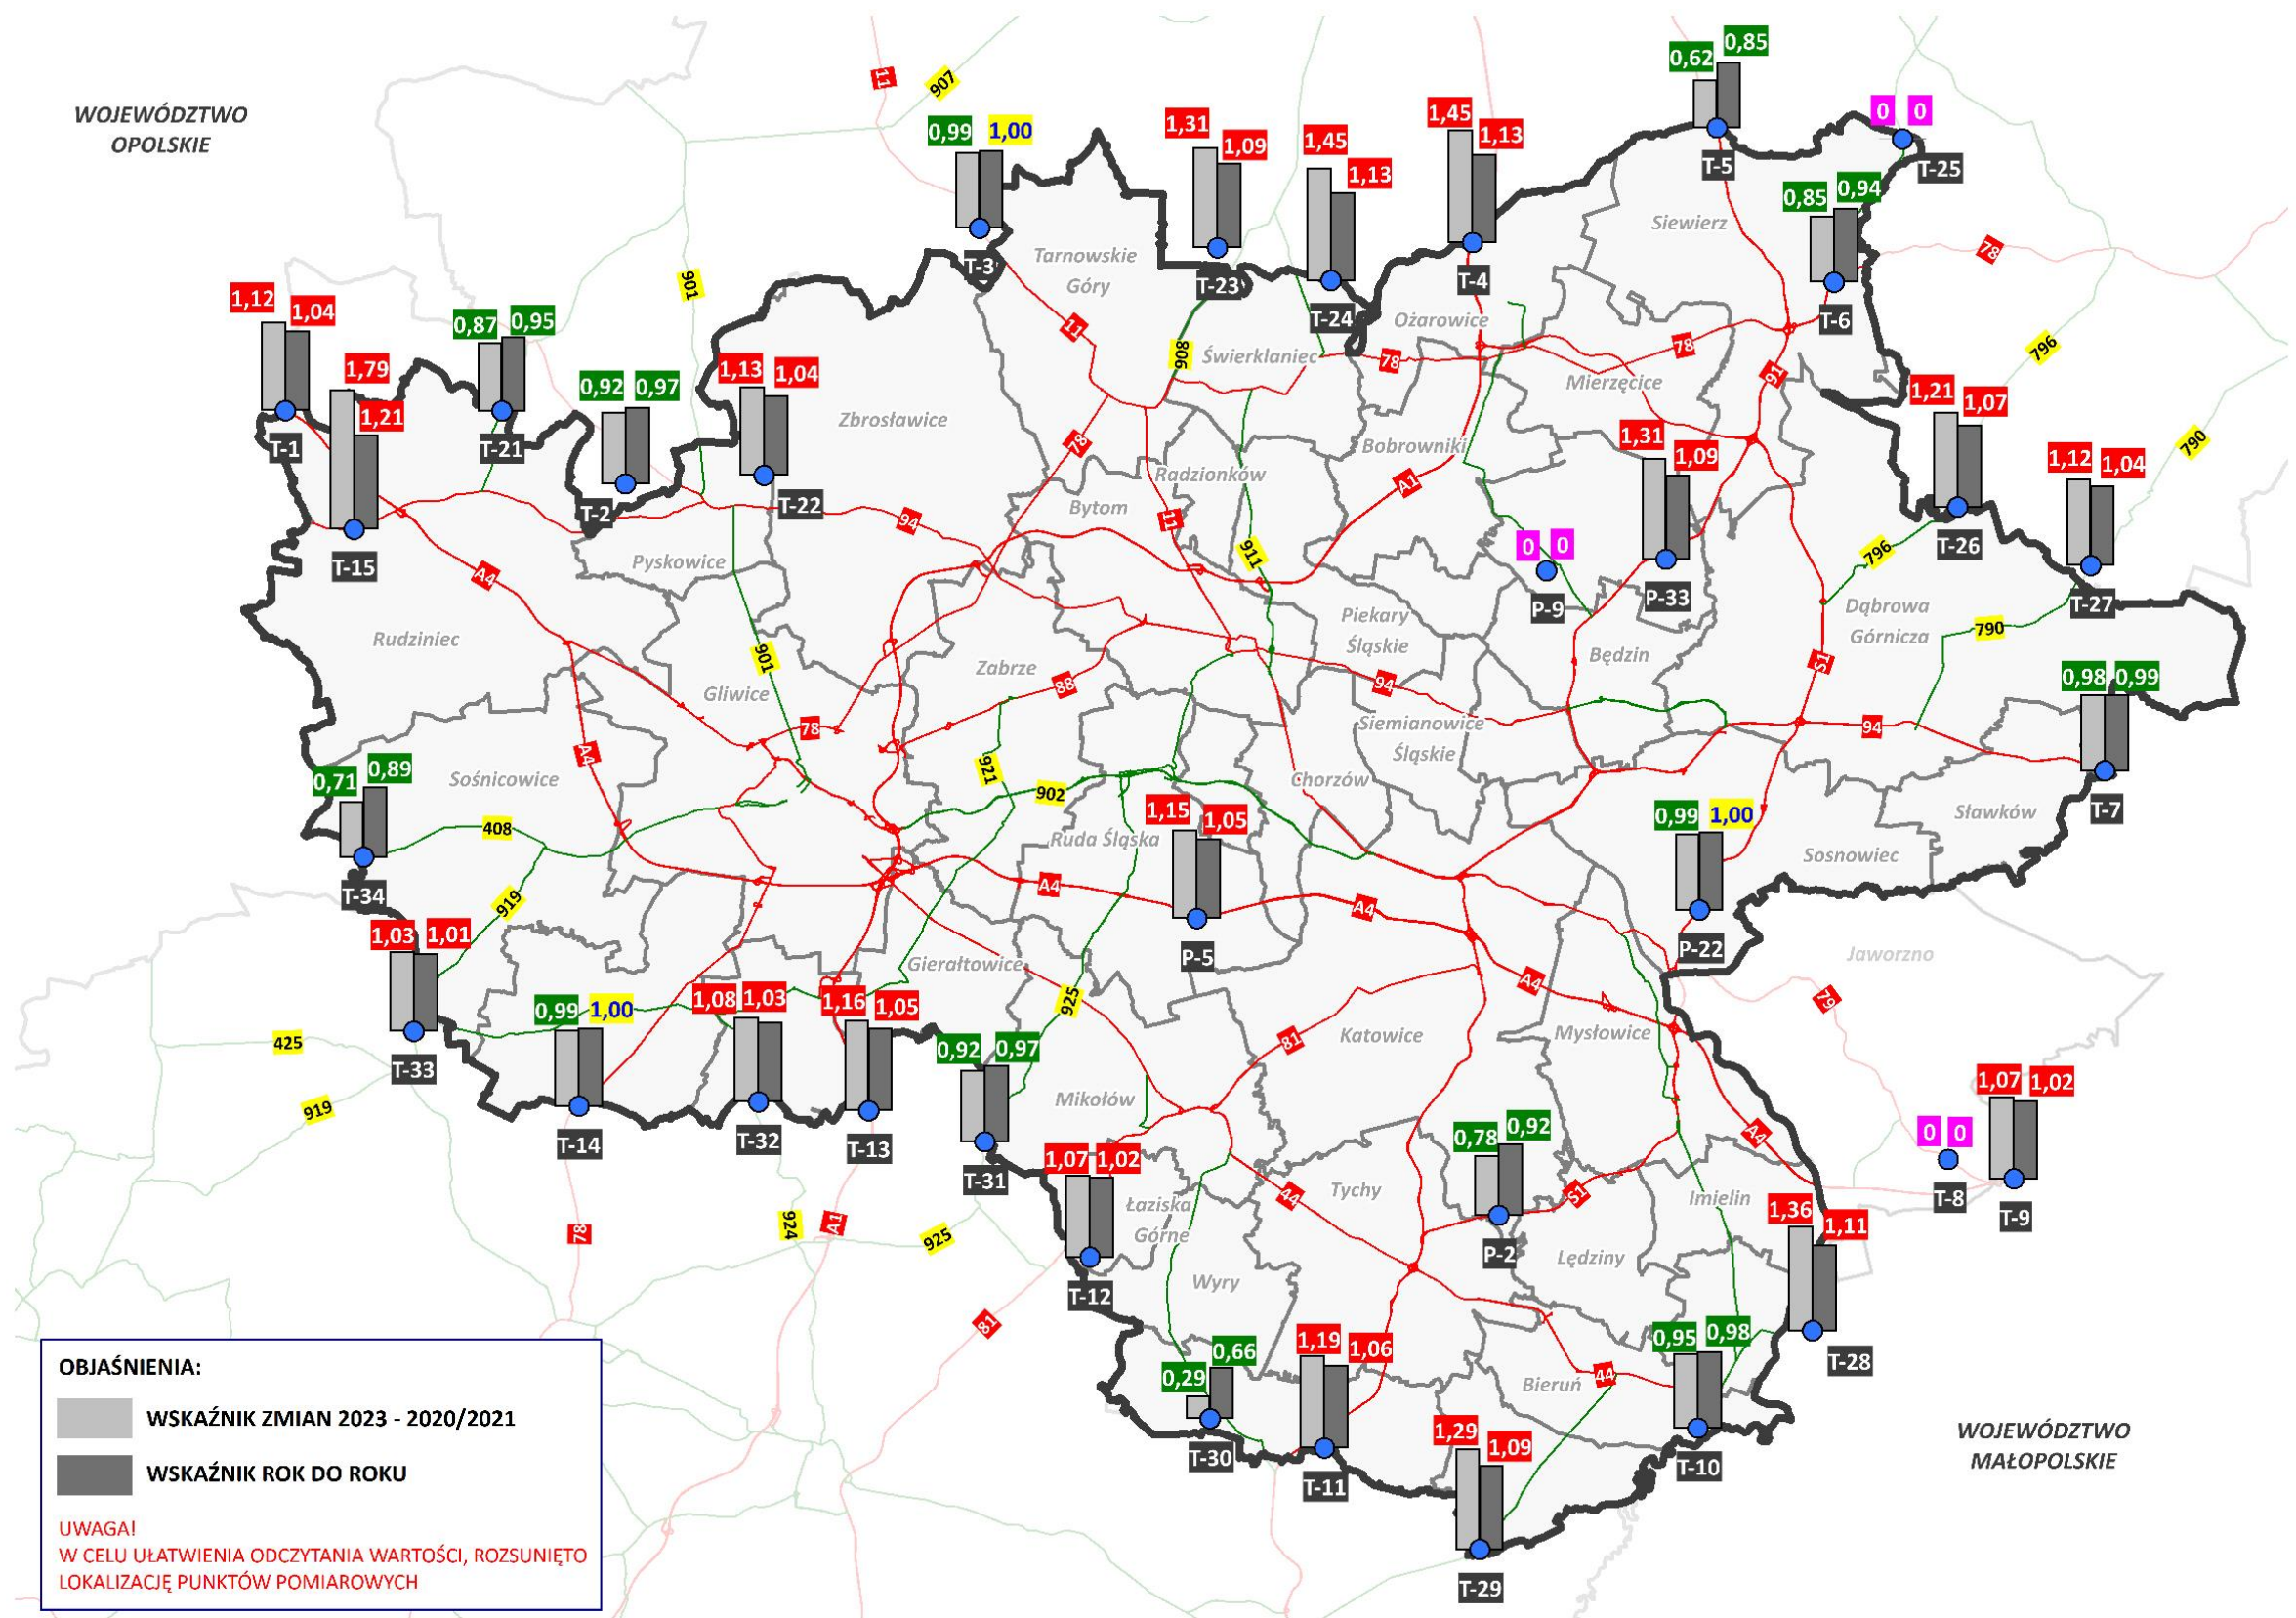 WOJEWÓDZTWO
OPOLSKIE
11
907
0,62
0,85
1,31
1,09
1,45
1,13
0 0
0,99
1,00
1,45
1,13
T-5
T-25
0,85
0,94
Siewierz
Tarnowskie
Góry
T-3
T-23
T-4
78
901
1,12
1,04
T-24
Ożarowice
T-6
0,87
0,95
11
908
Świerklaniec
78
78
796
1,79
1,21
0,92
0,97
1,13
1,04
Mierzęcice
91
1,21
1,07
Zbrosławice
78
Bobrowniki
1,31
1,09
790
T-1
T-21
Radzionków
A1
1,12
1,04
T-2
T-22
94
Bytom
11
0 0
T-26
T-15
Pyskowice
911
796
A4
P-9
P-33
T-27
Rudziniec
901
Piekary
Śląskie
Dąbrowa
Górnicza
790
Zabrze
Będzin
S1
Gliwice
88
94
0,98
0,99
78
Siemianowice
Śląskie
94
A4
0,71
0,89
Sośnicowice
921
902
Chorzów
T-7
408
1,15
1,05
0,99
1,00
Sławków
Ruda Śląska
Sosnowiec
T-34
919
A4
A4
1,03
1,01
P-5
P-22
Gierałtowice
Jaworzno
A4
79
0,99
1,00
1,08
1,03
1,16
1,05
925
425
81
Katowice
Mysłowice
T-33
0,92
0,97
919
Mikołów
1,07
1,02
T-14
T-32
T-13
0,78
0,92
A4
0 0
T-31
1,07
1,02
44
Tychy
S1
Imielin
T-8
T-9
78
924
A1
925
Łaziska
Górne
1,36
1,11
P-2
Lędziny
Wyry
T-12
81
0,66
0,29
1,19
1,06
0,95
0,98
T-28
OBJAŚNIENIA:
WSKAŹNIK ZMIAN 2023 - 2020/2021
WSKAŹNIK ROK DO ROKU
UWAGA!
W CELU UŁATWIENIA ODCZYTANIA WARTOŚCI, ROZSUNIĘTO
LOKALIZACJĘ PUNKTÓW POMIAROWYCH
Bieruń
44
1,29
1,09
T-30
T-11
T-10
WOJEWÓDZTWO
MAŁOPOLSKIE
T-29